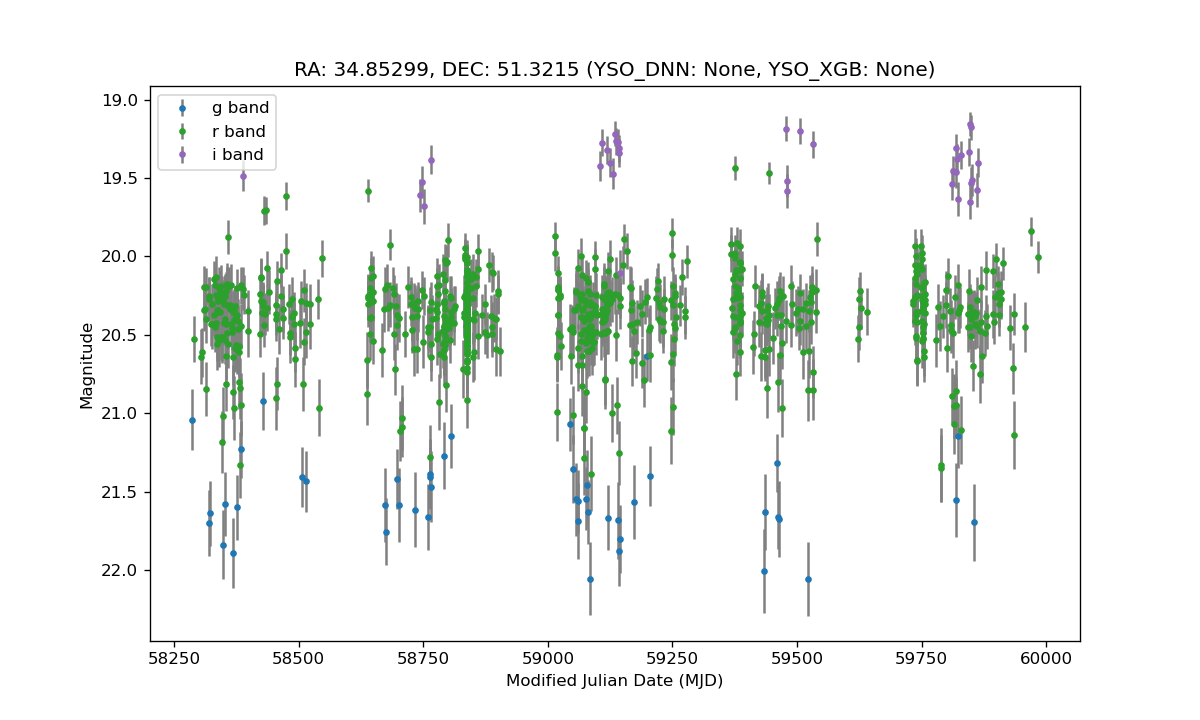 RA: 34.85299, DEC: 51.3215 (YSO_DNN: None, YSO_XGB: None)
g band
r band
i band
19.0
19.5
20.0
20.5
21.0
21.5
22.0
Magnitude
58250 58500 58750 59000 59250 59500 59750 60000
Modified Julian Date (MJD)